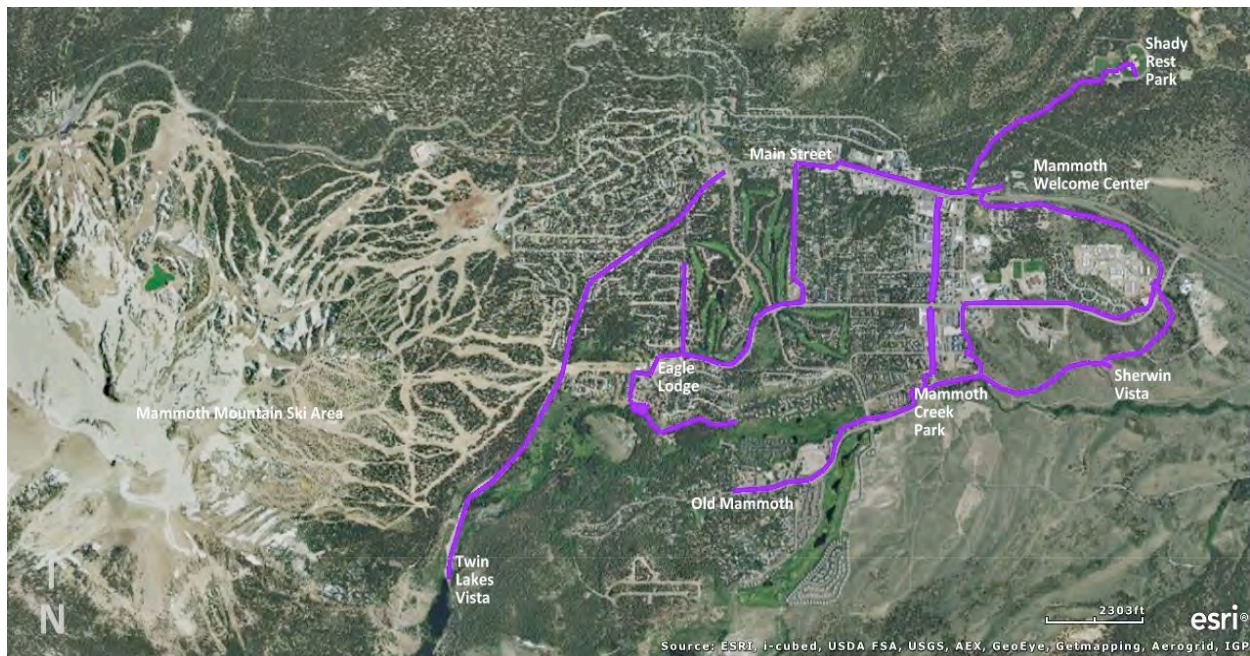 Shady
Rest
Park
Main Street
Mammoth
Welcome Center
Eagle
Lodge
Sherwin
Vista
Mammoth
Creek
Park
Mammoth Mountain Ski Area
Old Mammoth
Twin
Lakes
Vista
N
2303ft
esri®
Source: ESRI, i-cubed, USDA FSA, USGS, AEX, GeoEye, Getmapping, Aerogrid, IGP